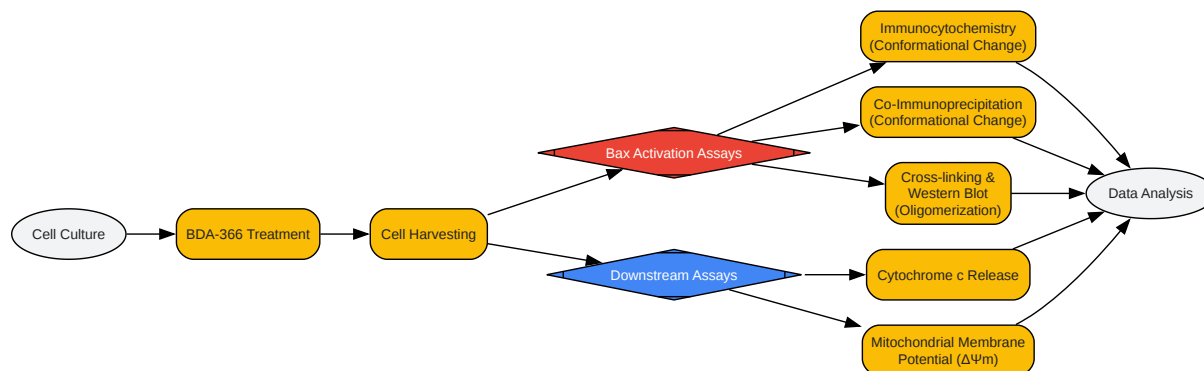 Cell Culture
BDA-366 Treatment
Cell Harvesting
Bax Activation Assays
Downstream Assays
Immunocytochemistry
(Conformational Change)
Co-Immunoprecipitation
(Conformational Change)
Cross-linking &
Western Blot
(Oligomerization)
Cytochrome c Release
Mitochondrial Membrane
Potential (ΔΨm)
Data Analysis